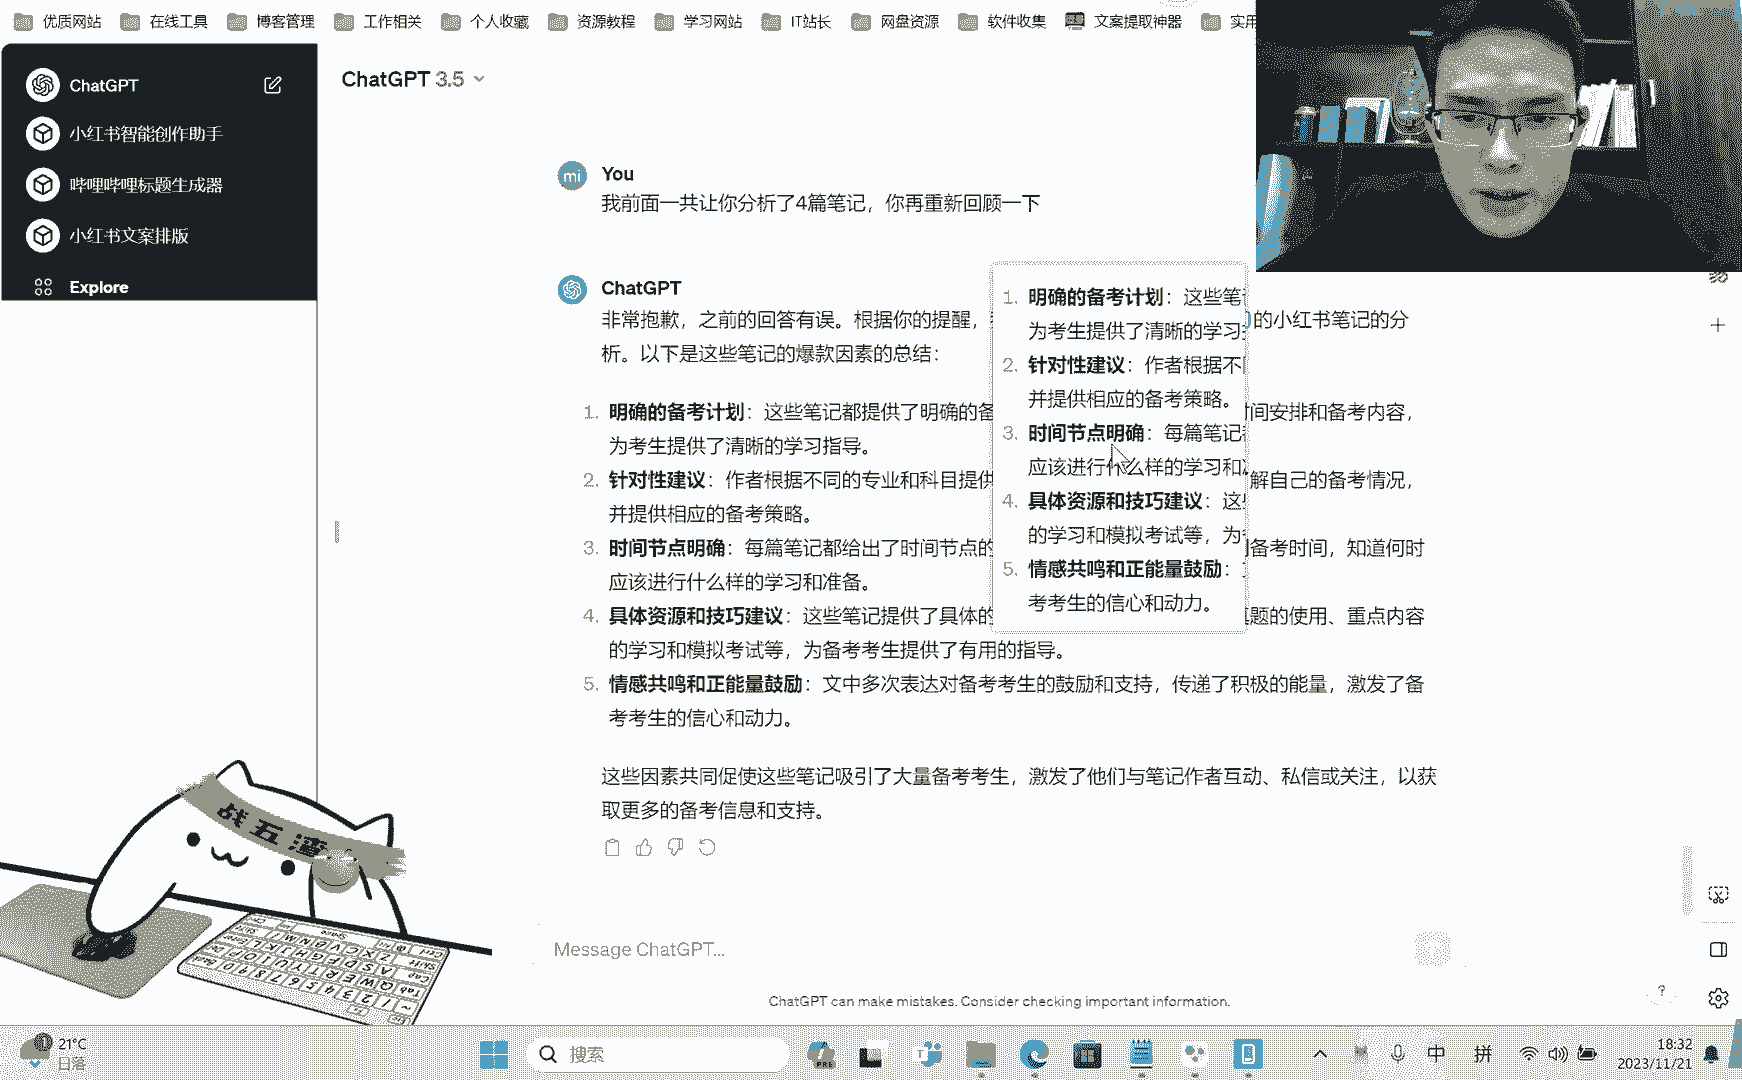 优质网站 在线工具 博客管理 工作相关 个人收藏 资源教程 学习网站 IT站长 网盘资源 软件收集 文案提取神器 实用
ChatGPT
小红书智能创作助手
哔哩哔哩标题生成器
小红书文案排版
Explore
ChatGPT 3.5
mi
You
我前面一共让你分析了4篇笔记，你再重新回顾一下
ChatGPT
非常抱歉，之前的回答有误。根据你的提醒， 的小红书笔记的分
析。以下是这些笔记的爆款因素的总结：
1. 明确的备考计划：这些笔记都提供了明确的备 间安排和备考内容，
为考生提供了清晰的学习指导。
2. 针对性建议：作者根据不同的专业和科目提供 解自己的备考情况，
并提供相应的备考策略。
3. 时间节点明确：每篇笔记都给出了时间节点的 备考时间，知道何时
应该进行什么样的学习和准备。
4. 具体资源和技巧建议：这些笔记提供了具体的 题的使用、重点内容
的学习和模拟考试等，为备考考生提供了有用的指导。
5. 情感共鸣和正能量鼓励：文中多次表达对备考考生的鼓励和支持，传递了积极的能量，激发了备
考考生的信心和动力。
这些因素共同促使这些笔记吸引了大量备考考生，激发了他们与笔记作者互动、私信或关注，以获
取更多的备考信息和支持。
1. 明确的备考计划：这些笔
为考生提供了清晰的学习
2. 针对性建议：作者根据不
并提供相应的备考策略。
3. 时间节点明确：每篇笔记
应该进行什么样的学习和
4. 具体资源和技巧建议：这
的学习和模拟考试等，为
5. 情感共鸣和正能量鼓励：
考考生的信心和动力。
战五渣
Message ChatGPT...
ChatGPT can make mistakes. Consider checking important information.
?
21°C
日落
搜索
中
拼
18:32
2023/11/21